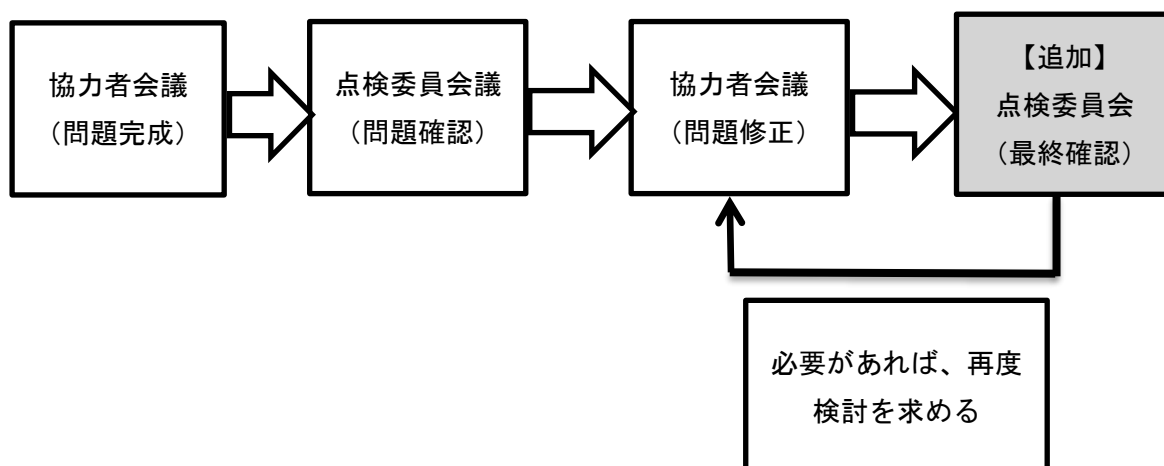 協力者会議
（問題完成）
点検委員会議
（問題確認）
協力者会議
（問題修正）
【追加】
点検委員会
（最終確認）
必要があれば、再度
検討を求める